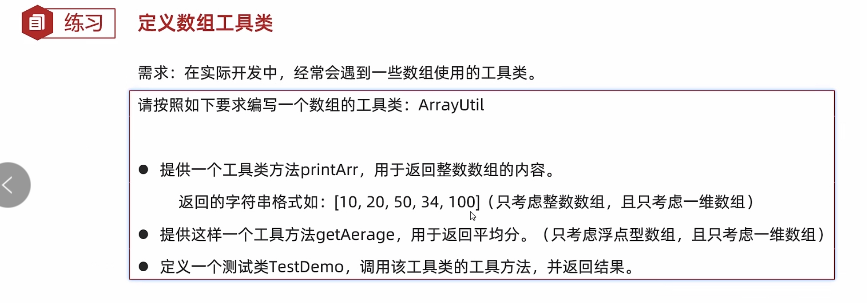 练习 定义数组工具类
需求：在实际开发中，经常会遇到一些数组使用的工具类。
请按照如下要求编写一个数组的工具类：ArrayUtil
● 提供一个工具类方法printArr，用于返回整数数组的内容。
返回的字符串格式如：[10, 20, 50, 34, 100]（只考虑整数数组，且只考虑一维数组）
● 提供这样一个工具方法getAerage，用于返回平均分。（只考虑浮点型数组，且只考虑一维数组）
● 定义一个测试类TestDemo，调用该工具类的工具方法，并返回结果。